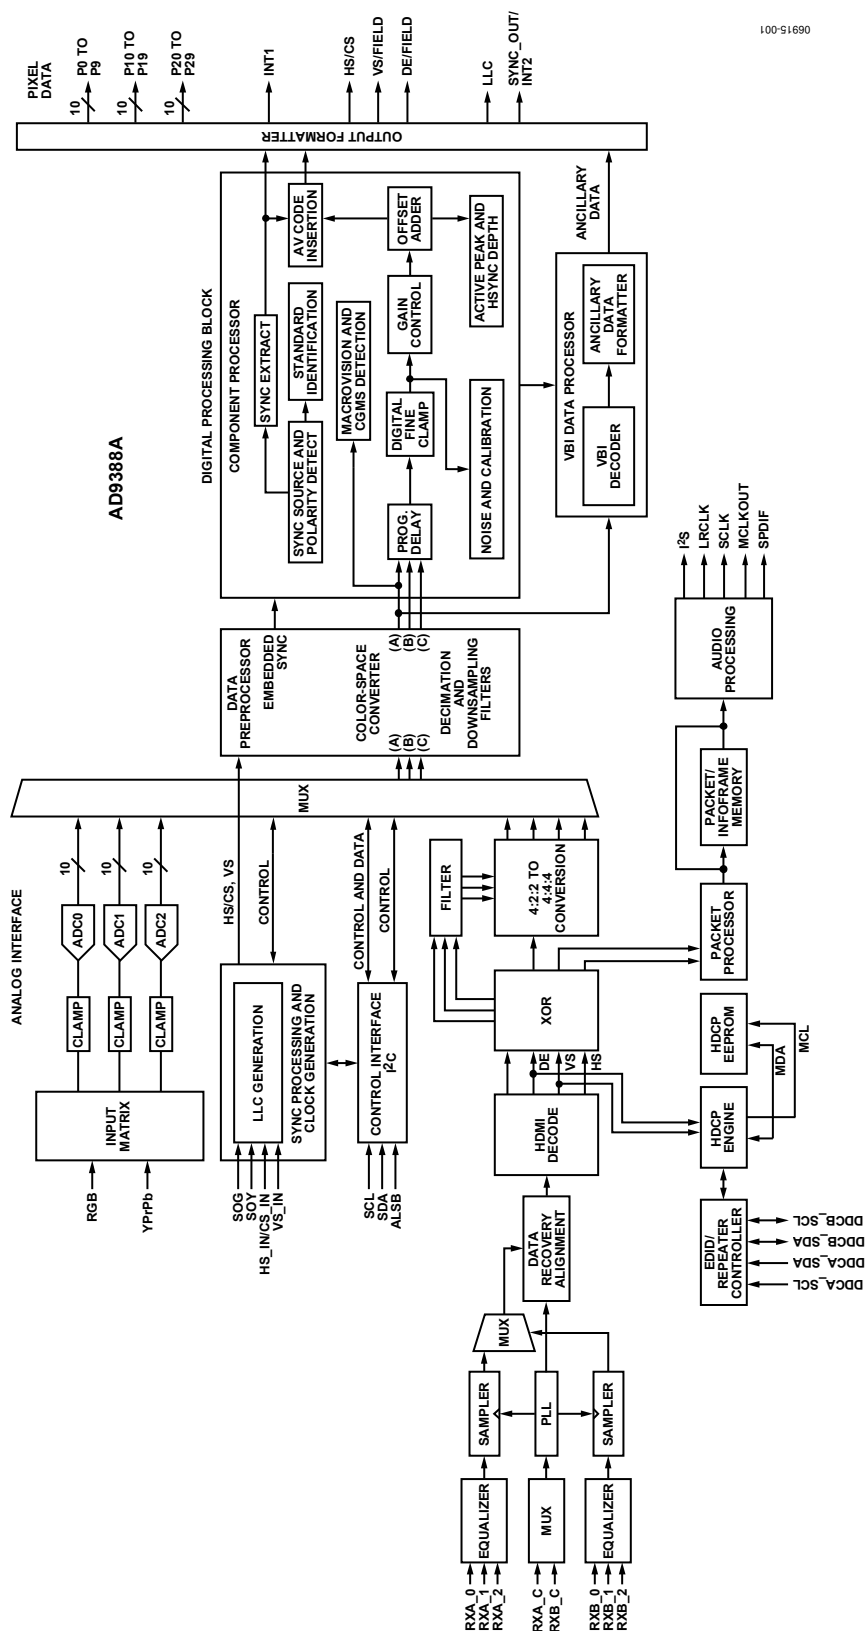 AD9388A
ANALOG INTERFACE
RGB
YPrPb
INPUT
MATRIX
CLAMP
CLAMP
CLAMP
ADC0
ADC1
ADC2
10
10
10
SOG
SOY
HS_IN/CS_IN
VS_IN
LLC GENERATION
SYNC PROCESSING AND
CLOCK GENERATION
HS/CS, VS
CONTROL
SCL
SDA
ALSB
CONTROL INTERFACE
I2C
CONTROL AND DATA
CONTROL
MUX
RXA_0
RXA_1
RXA_2
EQUALIZER
SAMPLER
RXA_C
RXB_C
MUX
PLL
RXB_0
RXB_1
RXB_2
EQUALIZER
SAMPLER
MUX
DATA
RECOVERY
ALIGNMENT
HDMI
DECODE
DE
VS
HS
XOR
FILTER
4:2:2 TO
4:4:4
CONVERSION
DDCA_SCL
DDCA_SDA
DDCB_SDA
DDCB_SCL
EDID/
REPEATER
CONTROLLER
HDCP
ENGINE
HDCP
EEPROM
MDA
MCL
PACKET
PROCESSOR
PACKET/
INFOFRAME
MEMORY
AUDIO
PROCESSING
I2S
LRCLK
SCLK
MCLKOUT
SPDIF
DATA
PREPROCESSOR
EMBEDDED
SYNC
COLOR-SPACE
CONVERTER
(A)
(B)
(C)
(A)
(B)
(C)
DECIMATION
AND
DOWNSAMPLING
FILTERS
DIGITAL PROCESSING BLOCK
COMPONENT PROCESSOR
SYNC EXTRACT
SYNC SOURCE AND
POLARITY DETECT
STANDARD
IDENTIFICATION
AV CODE
INSERTION
MACROVISION AND
CGMS DETECTION
PROG.
DELAY
DIGITAL
FINE
CLAMP
GAIN
CONTROL
OFFSET
ADDER
NOISE AND CALIBRATION
ACTIVE PEAK AND
HSYNC DEPTH
VBI DATA PROCESSOR
VBI
DECODER
ANCILLARY
DATA
FORMATTER
ANCILLARY
DATA
OUTPUT FORMATTER
PIXEL
DATA
10
P0 TO
P9
10
P10 TO
P19
10
P20 TO
P29
INT1
HS/CS
VS/FIELD
DE/FIELD
LLC
SYNC_OUT/
INT2
06915-001